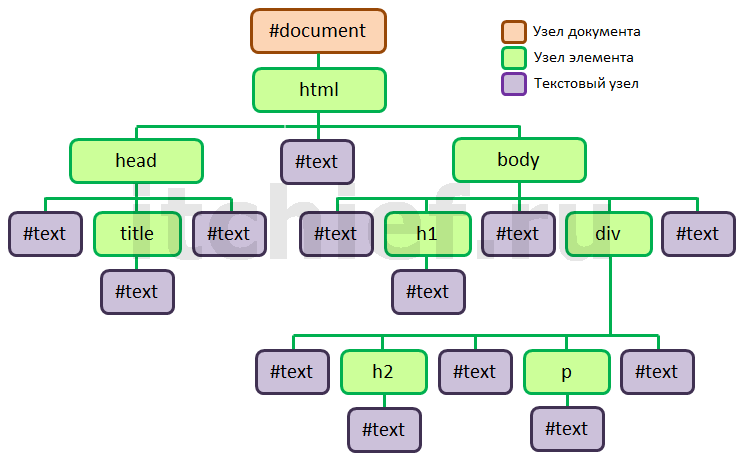 #document
Узел документа
Узел элемента
Текстовый узел
html
head
#text
body
#text
title
#text
#text
h1
#text
div
#text
#text
#text
#text
h2
#text
p
#text
#text
#text
itchief.ru